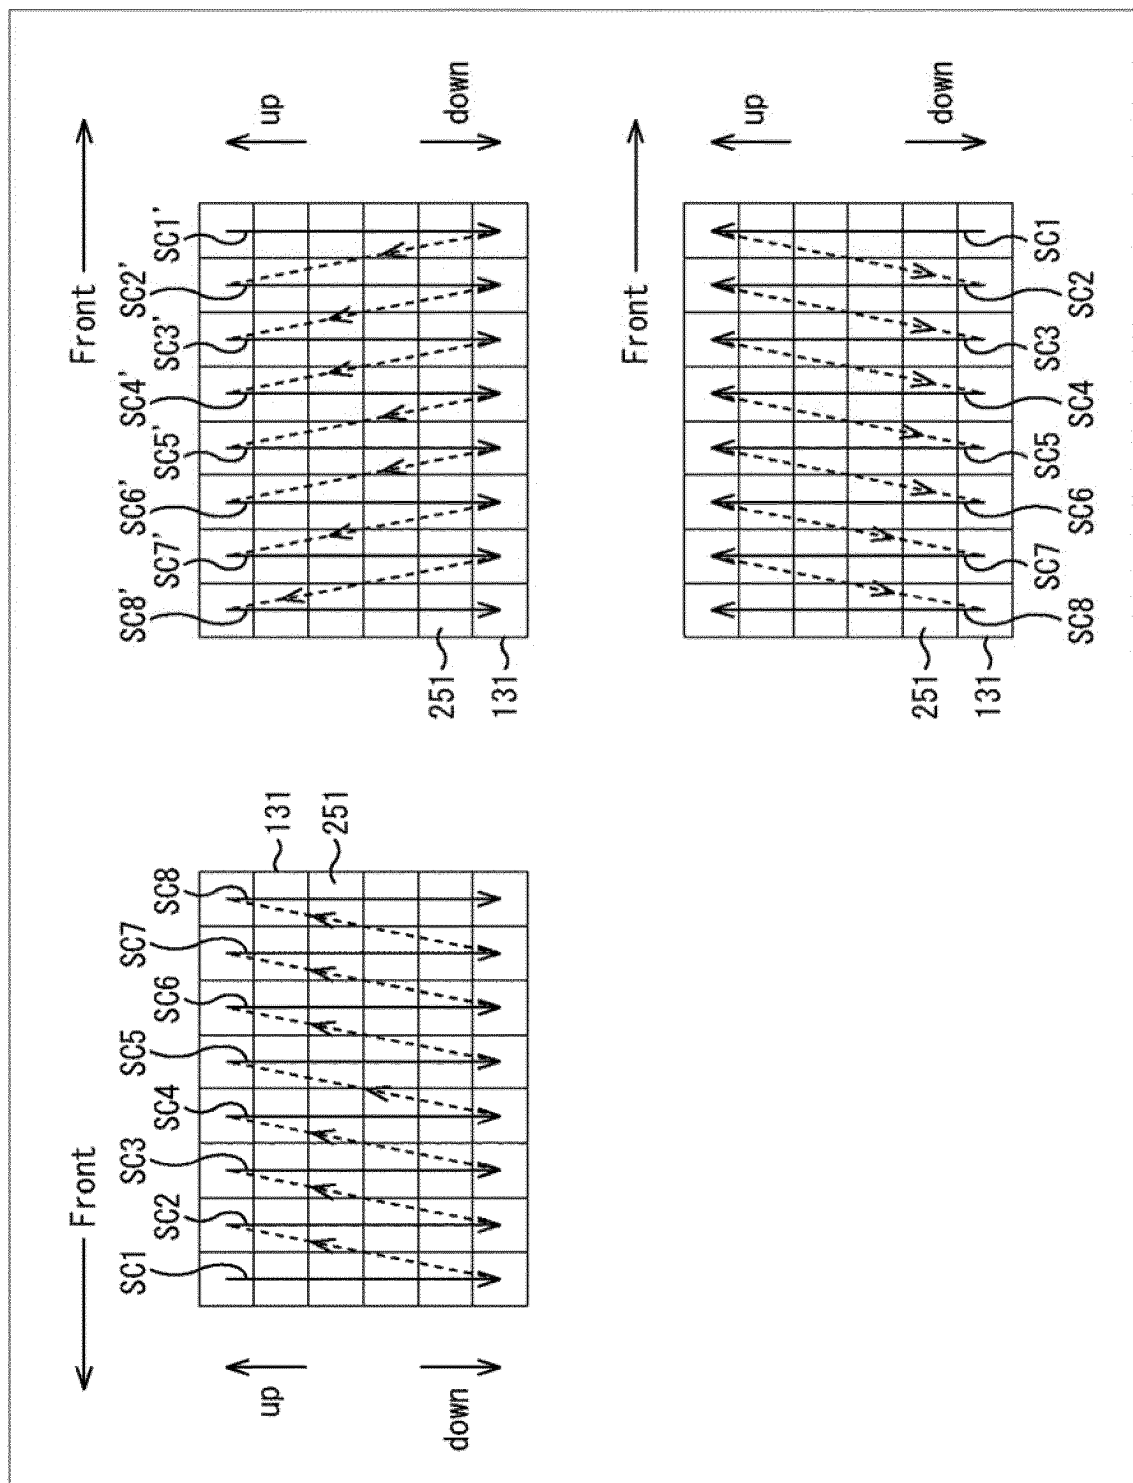 Front
up
down
SC8'
SC7'
SC6'
SC5'
SC4'
SC3'
SC2'
SC1'
251
131
Front
up
down
251
131
SC8
SC7
SC6
SC5
SC4
SC3
SC2
SC1
Front
up
down
SC1
SC2
SC3
SC4
SC5
SC6
SC7
SC8
131
251